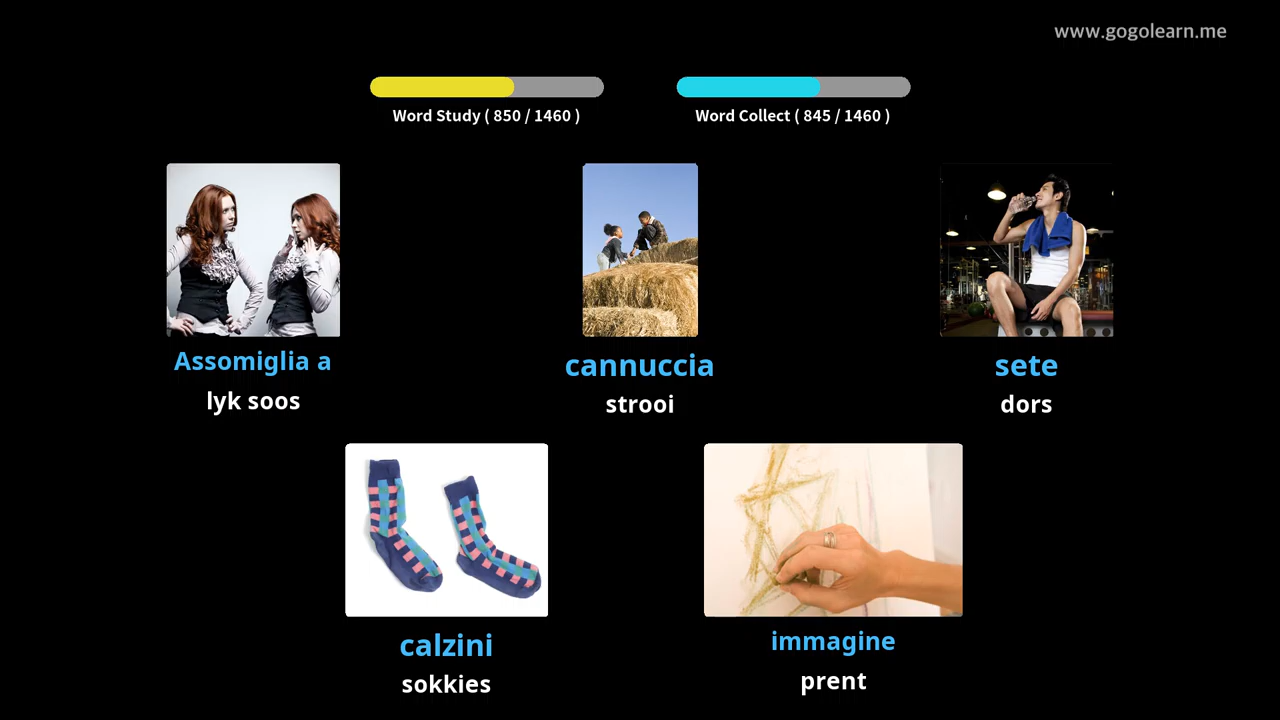 www.gogolearn.me
Word Study ( 850 / 1460 )
Word Collect ( 845 / 1460 )
Assomiglia a
lyk soos
cannuccia
strooi
sete
dors
calzini
sokkies
immagine
prent